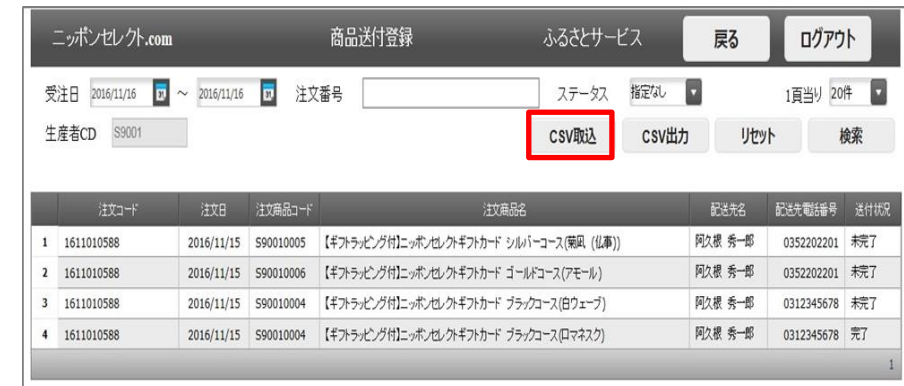 ニッポンセレクト.com 商品送付登録 ふるさとサービス 戻る ログアウト
受注日 2016/11/16 31 ～ 2016/11/16 31 注文番号 ステータス 指定なし 1頁当り 20件
生産者CD S9001 CSV取込 CSV出力 リセット 検索
注文コード 注文日 注文商品コード 注文商品名 配送先名 配送先電話番号 送付状況
1 1611010588 2016/11/15 S90010005 【ギフトラッピング付】ニッポンセレクトギフトカード シルバーコース(菊凪 (仏事)) 阿久根 秀一郎 0352202201 未完了
2 1611010588 2016/11/15 S90010006 【ギフトラッピング付】ニッポンセレクトギフトカード ゴールドコース(アモール) 阿久根 秀一郎 0352202201 未完了
3 1611010588 2016/11/15 S90010004 【ギフトラッピング付】ニッポンセレクトギフトカード ブラックコース(白ウェーブ) 阿久根 秀一郎 0312345678 未完了
4 1611010588 2016/11/15 S90010004 【ギフトラッピング付】ニッポンセレクトギフトカード ブラックコース(ロマネスク) 阿久根 秀一郎 0312345678 完了
1